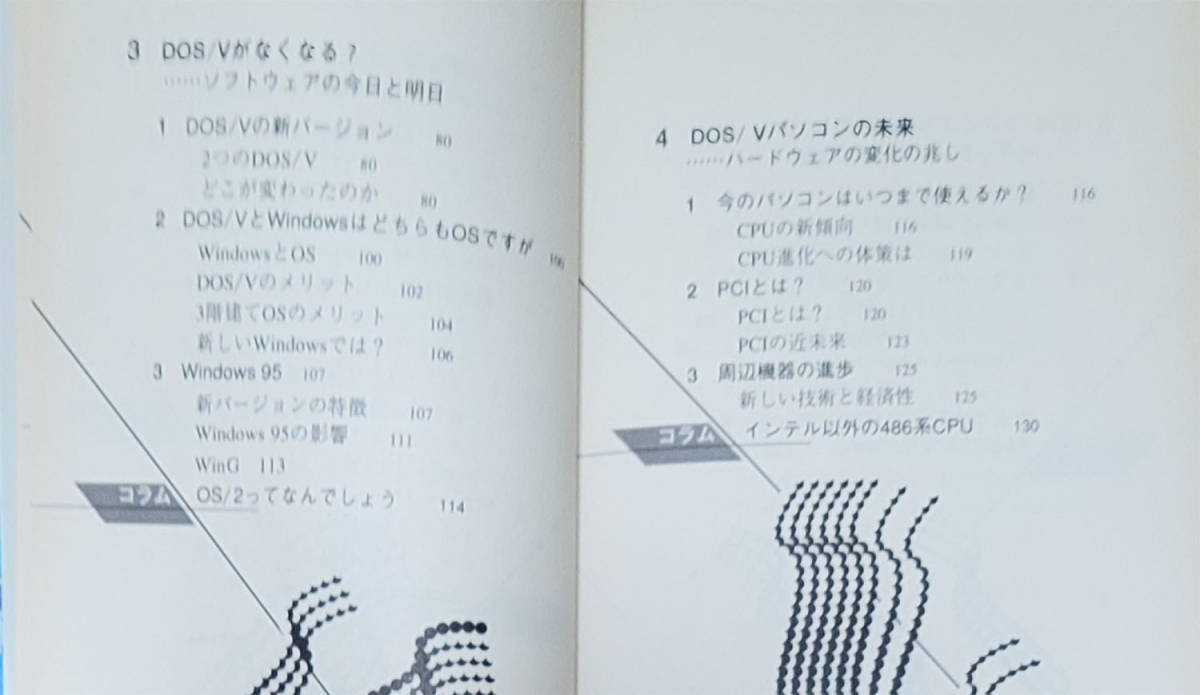 3 DOS/Vがなくなる？
……ソフトウェアの今日と明日
1 DOS/Vの新バージョン 80
2つのDOS/V 80
どこが変わったのか 80
2 DOS/VとWindowsはどちらもOSですが 100
WindowsとOS 100
DOS/Vのメリット 102
3階建てOSのメリット 104
新しいWindowsでは？ 106
3 Windows 95 107
新バージョンの特徴 107
Windows 95の影響 111
WinG 113
コラム OS/2ってなんでしょう 114
4 DOS/Vパソコンの未来
……ハードウェアの変化の兆し
1 今のパソコンはいつまで使えるか？ 116
CPUの新傾向 116
CPU進化への体策は 119
2 PCIとは？ 120
PCIとは？ 120
PCIの近未来 123
3 周辺機器の進歩 125
新しい技術と経済性 125
コラム インテル以外の486系CPU 130